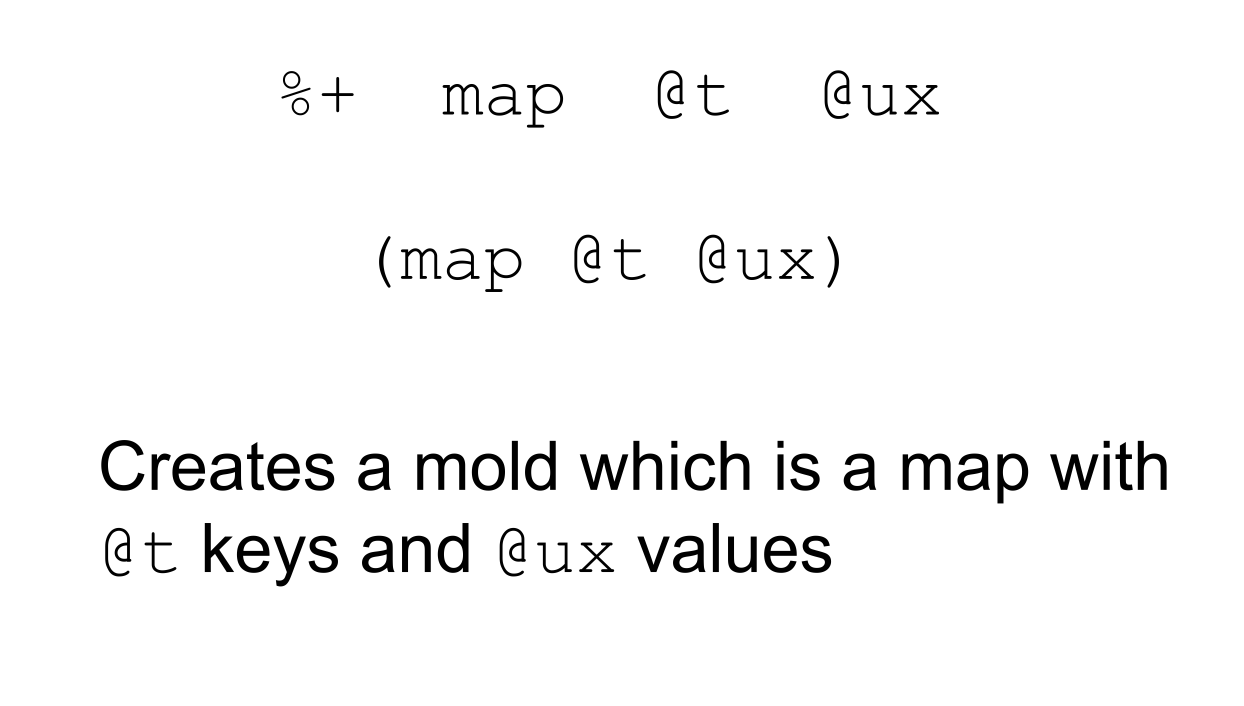 %+ map @t @ux
(map @t @ux)
Creates a mold which is a map with
@t keys and @ux values